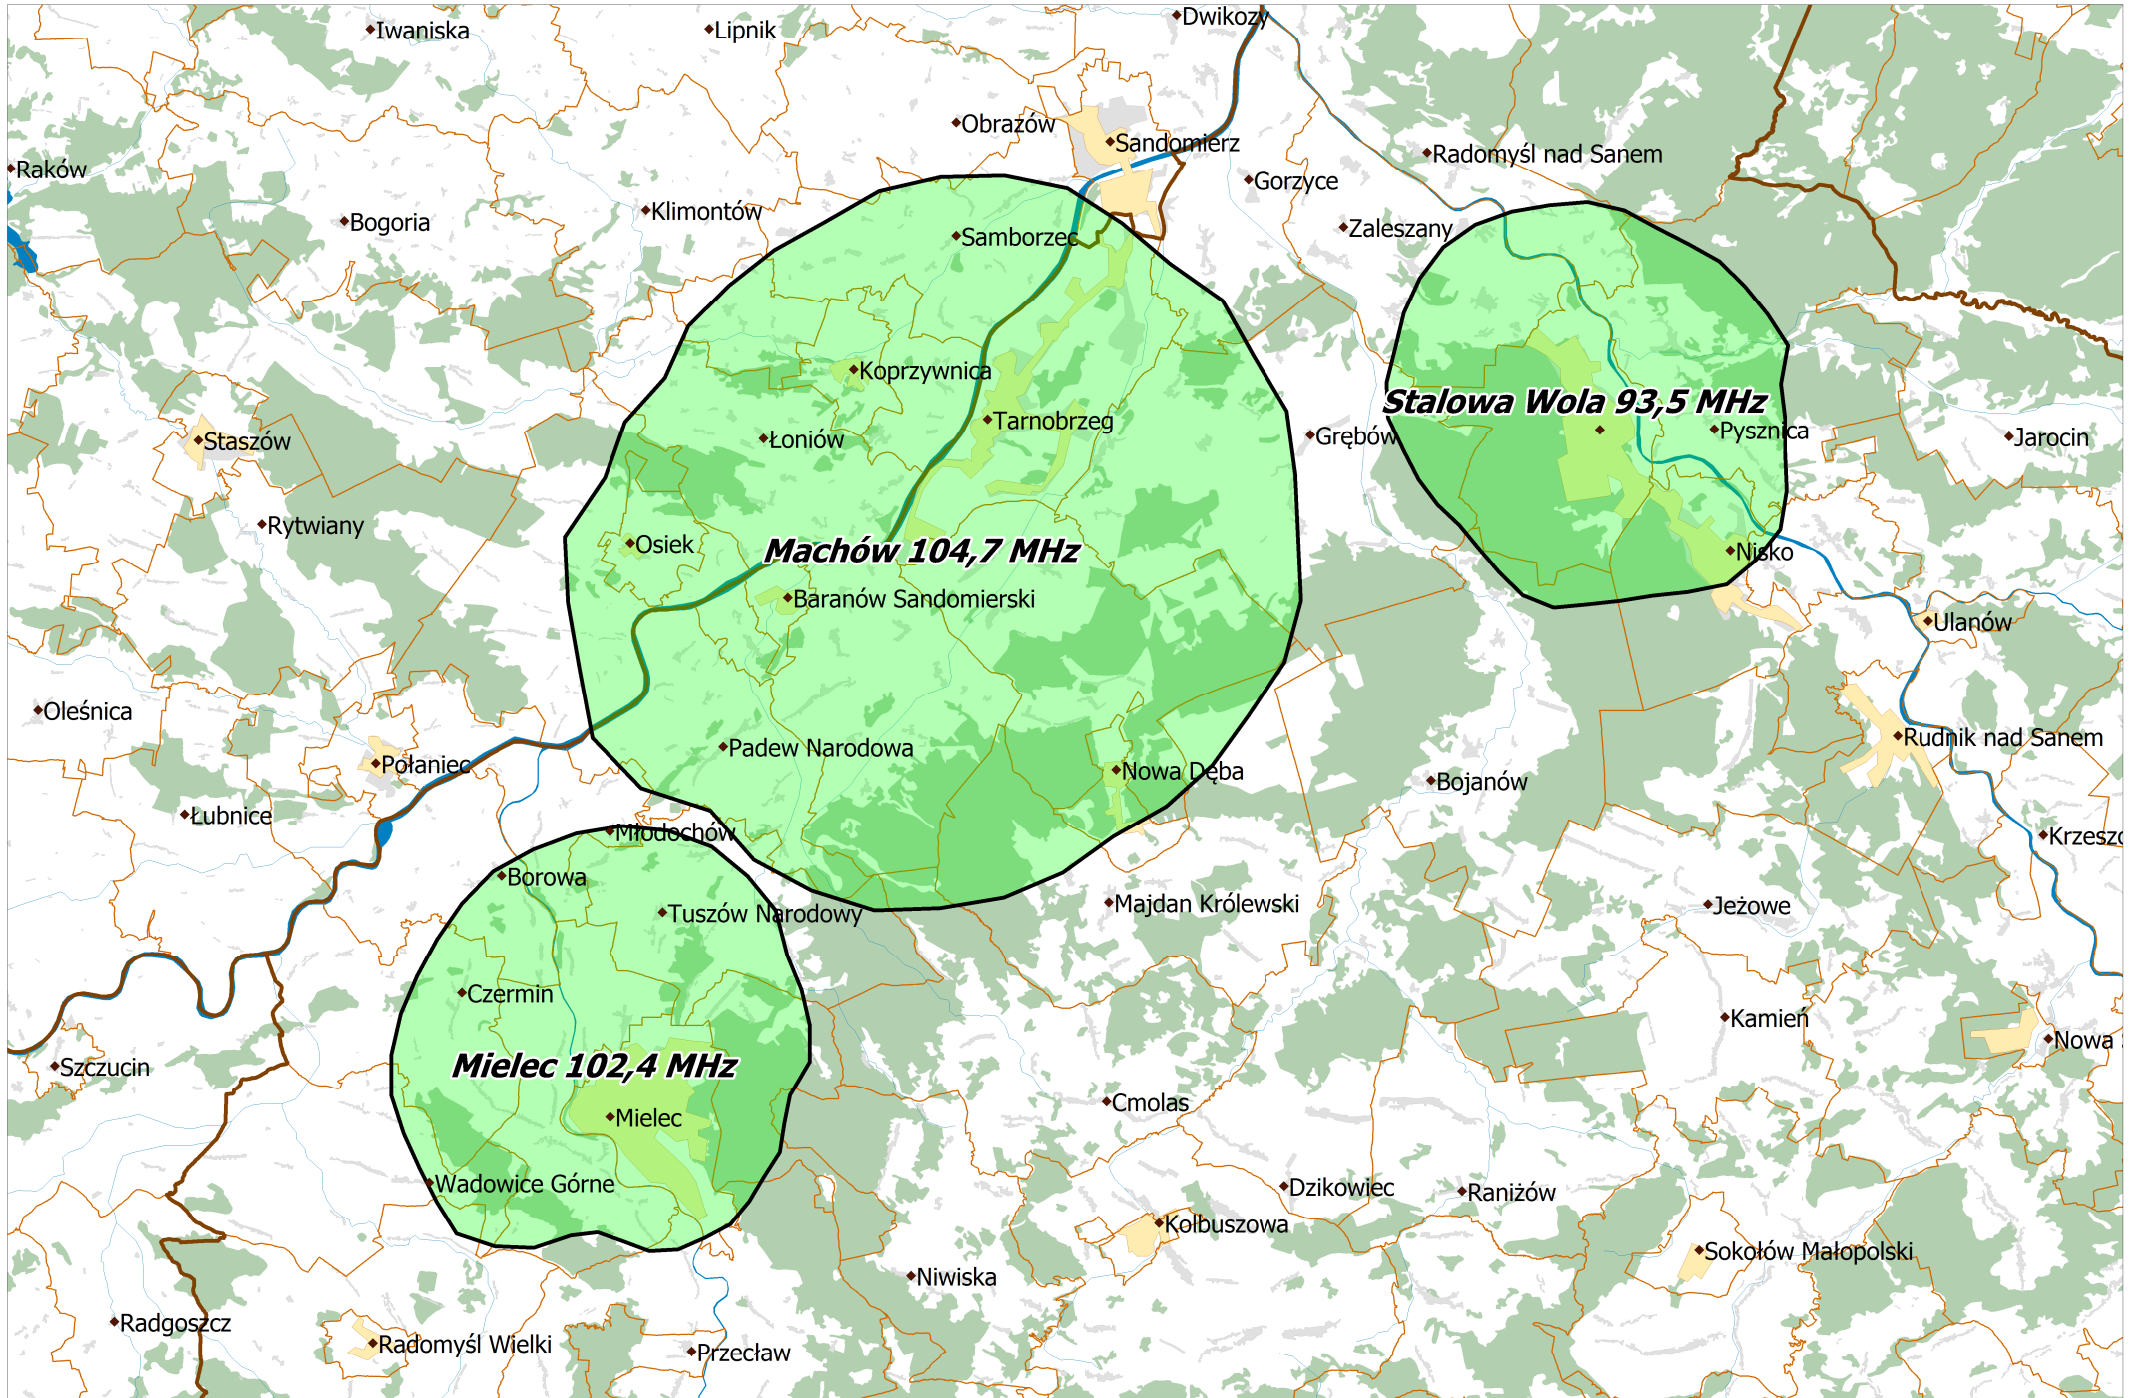 Dwikozy
Iwaniska
Lipnik
Obrazów
Sandomierz
Radomyśl nad Sanem
Raków
Gorzyce
Klimontów
Bogoria
Zaleszany
Samborzec
Koprzywnica
Stalowa Wola 93,5 MHz
Tarnobrzeg
Pysznica
Grębów
Jarocin
Łoniów
Staszów
Rytwiany
Osiek
Machów 104,7 MHz
Nisko
Baranów Sandomierski
Ulanów
Oleśnica
Rudnik nad Sanem
Padew Narodowa
Połaniec
Nowa Dęba
Bojanów
Łubnice
Młodochów
Krzeszo
Borowa
Majdan Królewski
Jeżowe
Tuszów Narodowy
Czermin
Kamień
Nowa
Mielec 102,4 MHz
Szczucin
Cmolas
Mielec
Wadowice Górne
Dzikowiec
Raniżów
Kolbuszowa
Sokołów Małopolski
Niwiska
Radgoszcz
Radomyśl Wielki
Przecław